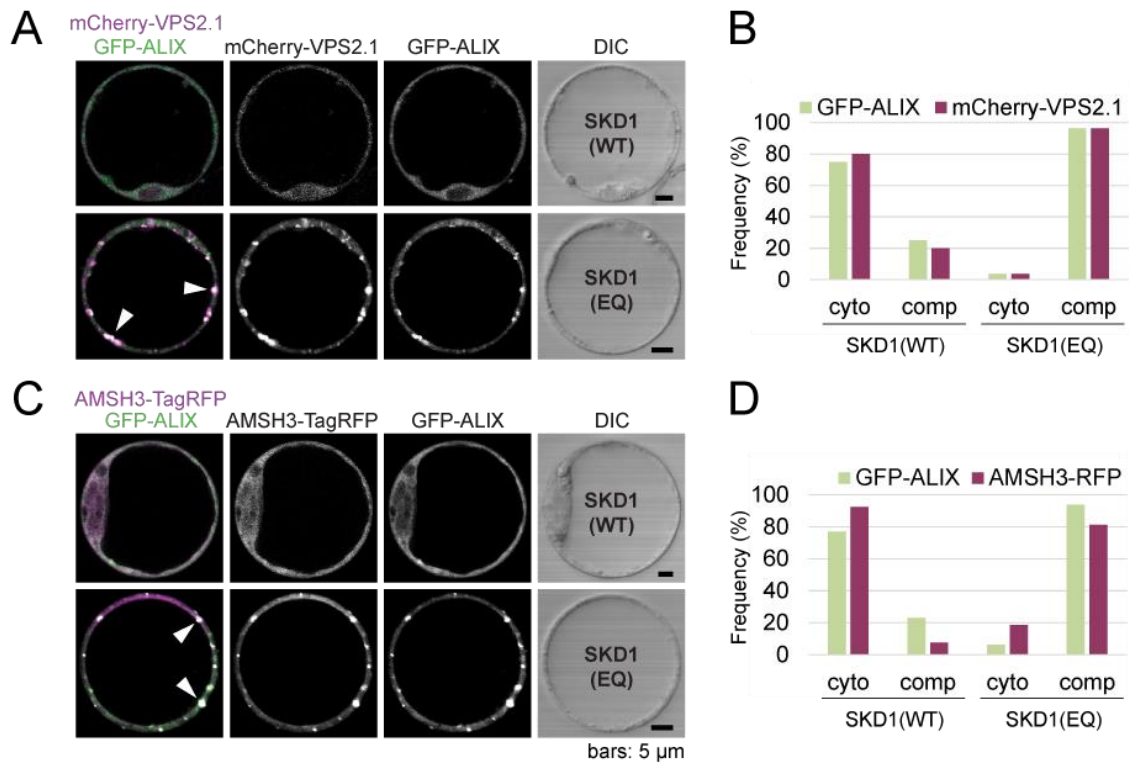 A
mCherry-VPS2.1
GFP-ALIX mCherry-VPS2.1 GFP-ALIX DIC
SKD1
(WT)
SKD1
(EQ)
B
GFP-ALIX mCherry-VPS2.1
Frequency (%)
100
80
60
40
20
0
cyto comp cyto comp
SKD1(WT) SKD1(EQ)
C
AMSH3-TagRFP
GFP-ALIX AMSH3-TagRFP GFP-ALIX DIC
SKD1
(WT)
SKD1
(EQ)
bars: 5 µm
D
GFP-ALIX AMSH3-RFP
Frequency (%)
100
80
60
40
20
0
cyto comp cyto comp
SKD1(WT) SKD1(EQ)